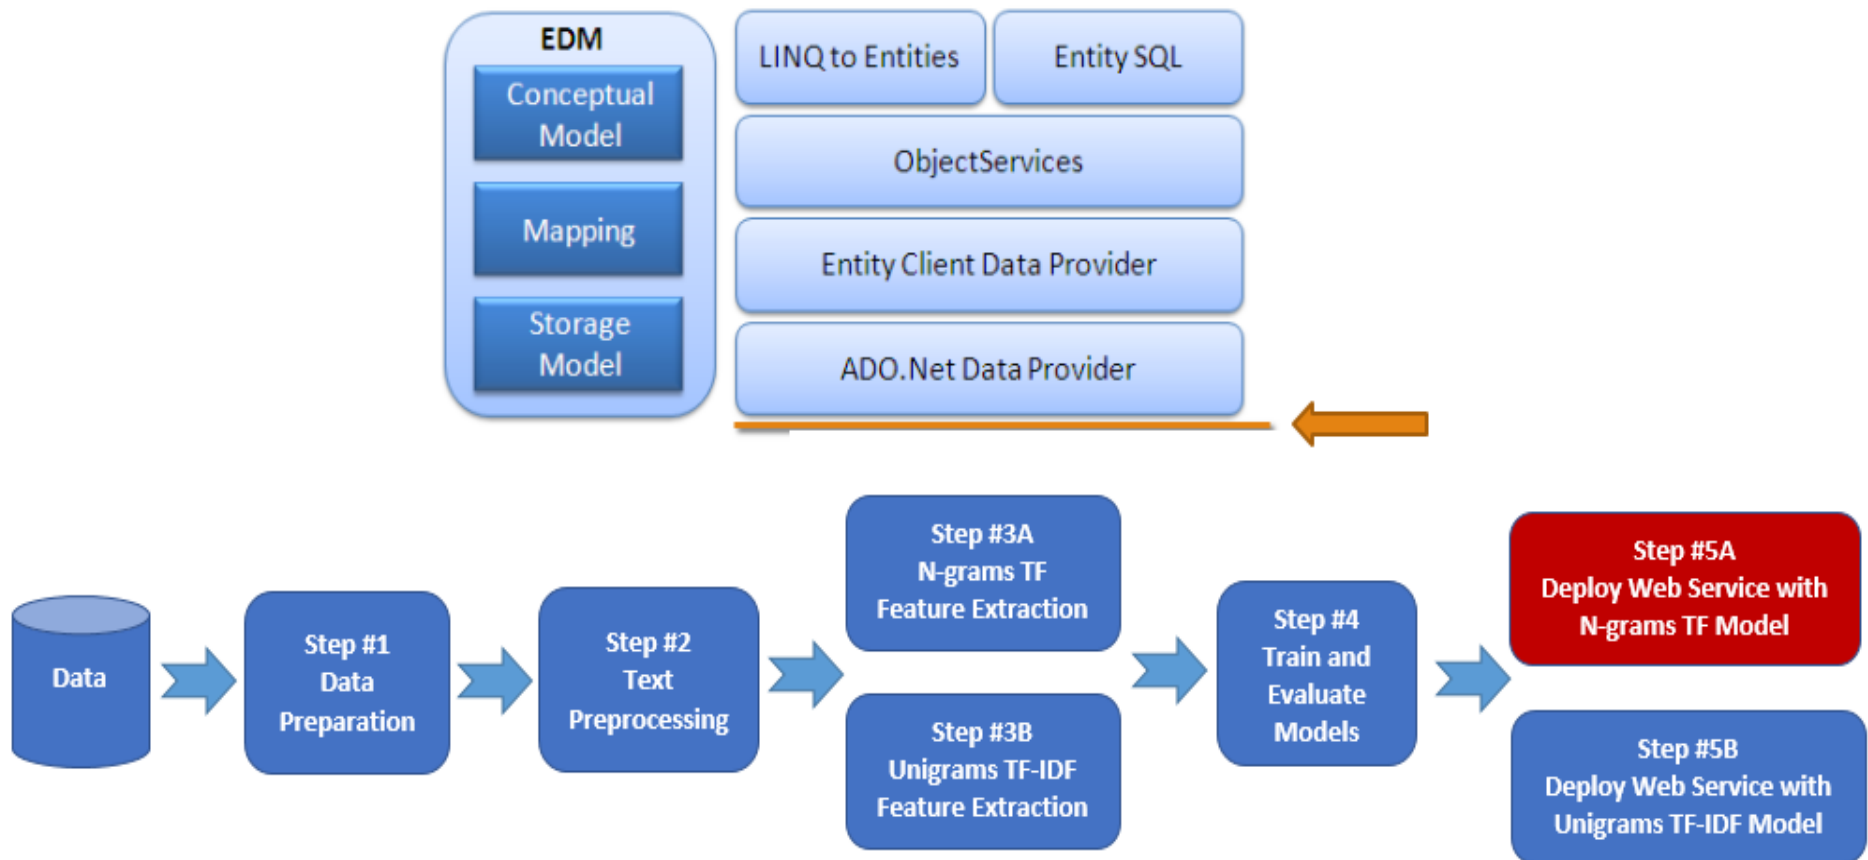 EDM
Conceptual
Model
Mapping
Storage
Model
LINQ to Entities
Entity SQL
ObjectServices
Entity Client Data Provider
ADO.Net Data Provider
Data
Step #1
Data
Preparation
Step #2
Text
Preprocessing
Step #3A
N-grams TF
Feature Extraction
Step #3B
Unigrams TF-IDF
Feature Extraction
Step #4
Train and
Evaluate
Models
Step #5A
Deploy Web Service with
N-grams TF Model
Step #5B
Deploy Web Service with
Unigrams TF-IDF Model